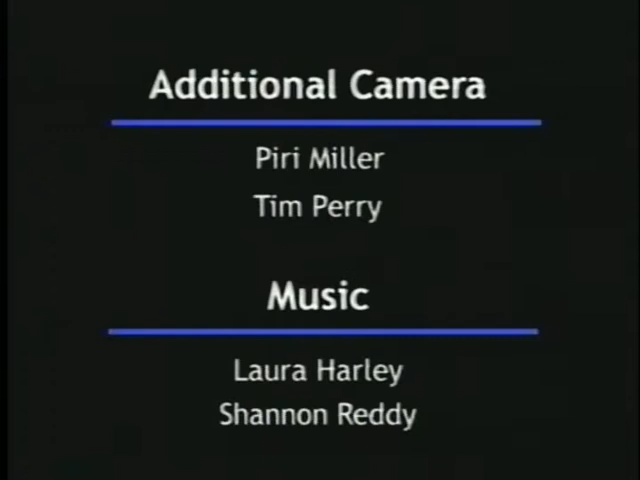 Additional Camera
Piri Miller
Tim Perry
Music
Laura Harley
Shannon Reddy